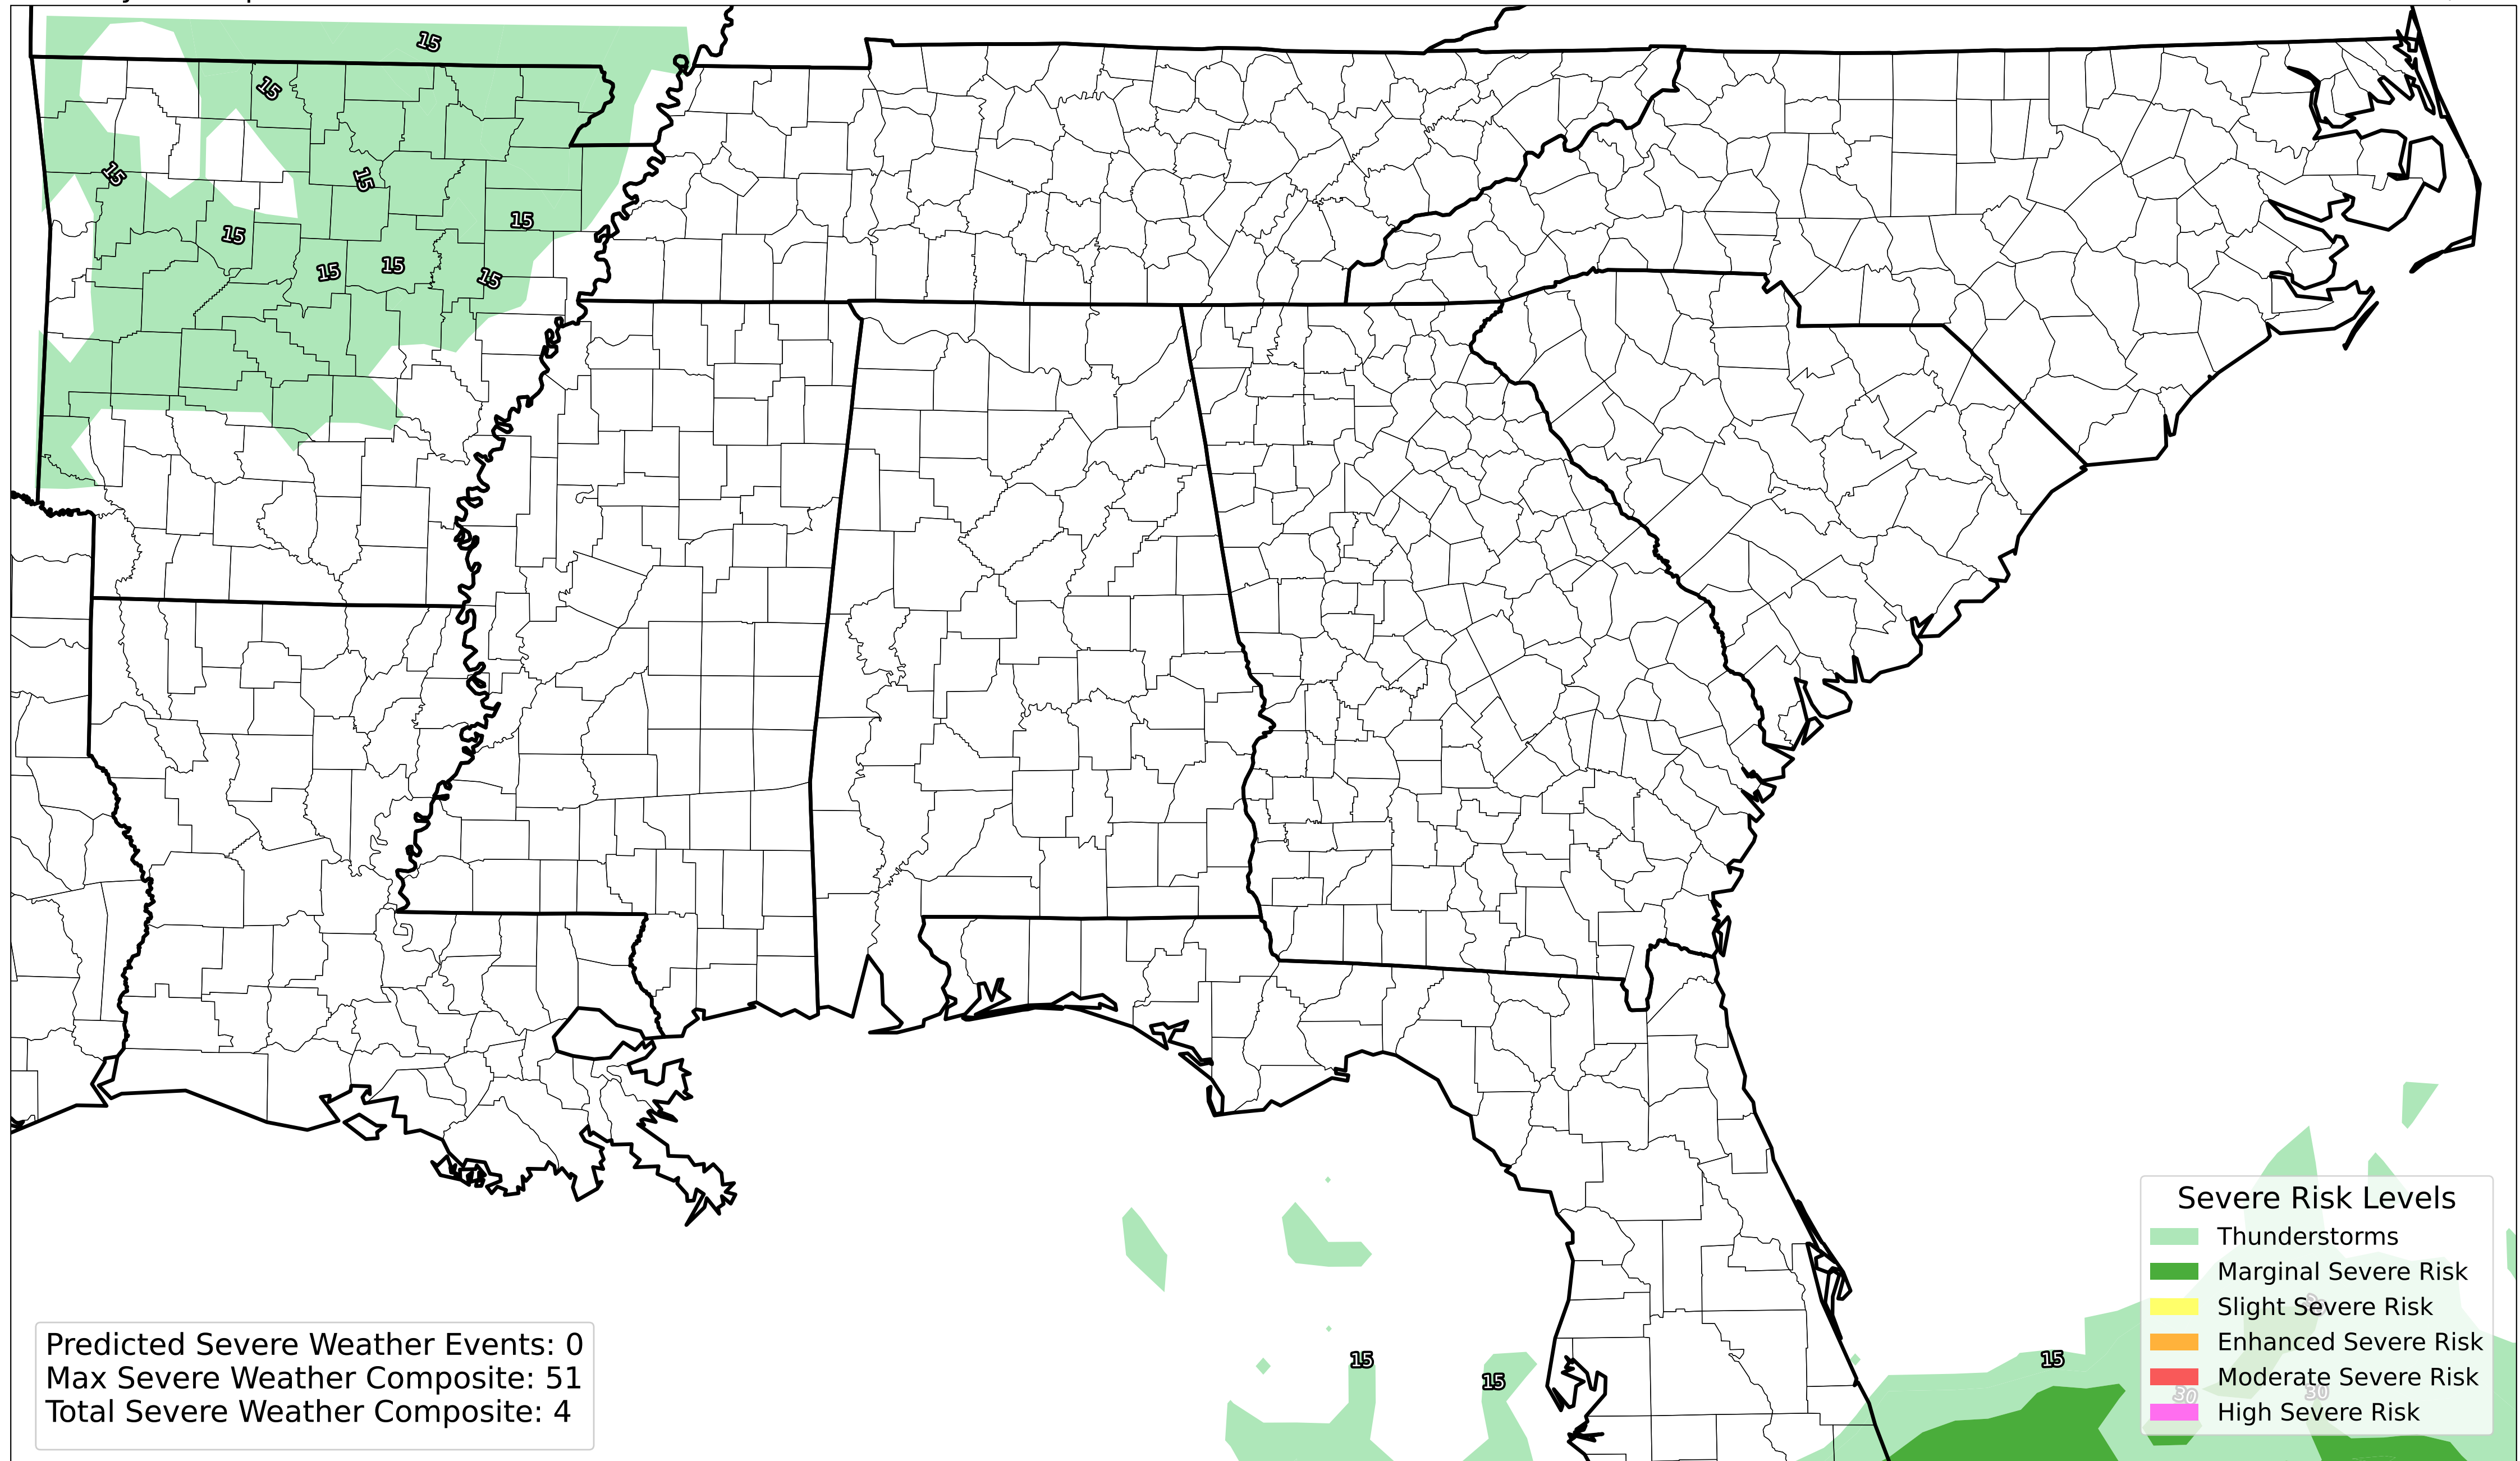 15
15
15
15
15
15
15
15
15
Predicted Severe Weather Events: 0
Max Severe Weather Composite: 51
Total Severe Weather Composite: 4
15
15
15
30
30
Severe Risk Levels
Thunderstorms
Marginal Severe Risk
Slight Severe Risk
Enhanced Severe Risk
Moderate Severe Risk
High Severe Risk